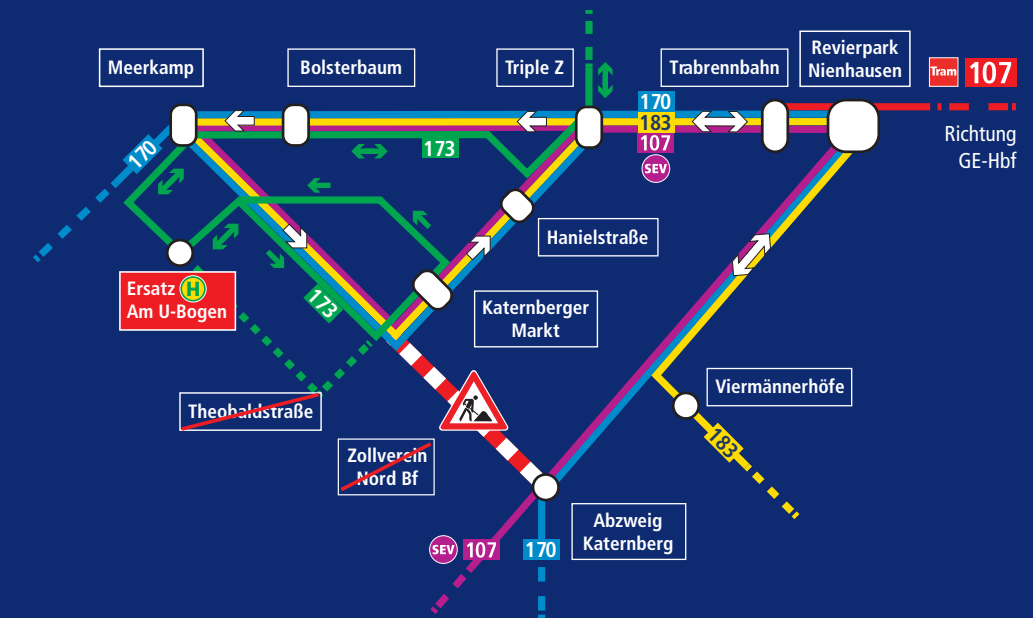 Revierpark
Nienhausen
Meerkamp
Bolsterbaum
Triple Z
Trabrennbahn
Tram 107
170
183
107
SEV
Richtung
GE-Hbf
170
173
Hanielstraße
Ersatz H
Am U-Bogen
173
Katernberger
Markt
Viermännerhöfe
Theobaldstraße
183
Zollverein
Nord Bf
Abzweig
Katernberg
SEV 107
170